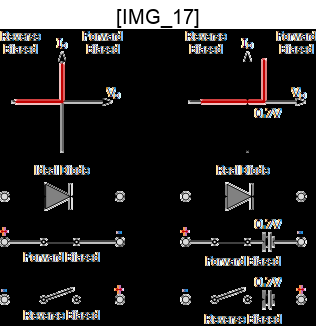 [IMG_17]
Reverse Biased
Forward Biased
Reverse Biased
Forward Biased
I_D
I_D
V_D
V_D
0.7V
Ideal Diode
Real Diode
+ -
+ -
0.7V
Forward Biased
Forward Biased
- +
- +
0.7V
Reverse Biased
Reverse Biased